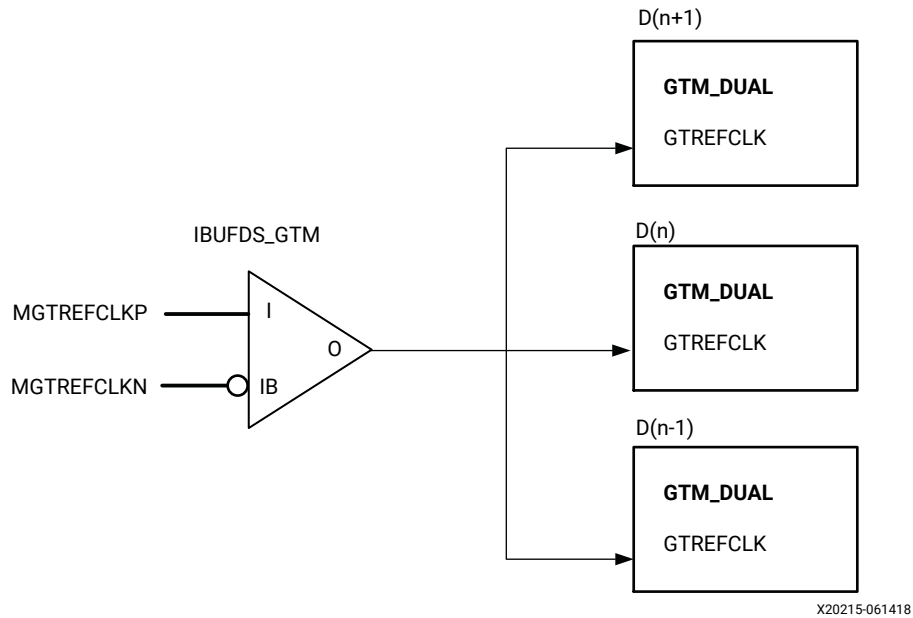 D(n+1)
GTM_DUAL
GTREFCLK
IBUFDS_GTM
D(n)
MGTREFCLKP
I
GTM_DUAL
O
GTREFCLK
MGTREFCLKN
IB
D(n-1)
GTM_DUAL
GTREFCLK
X20215-061418